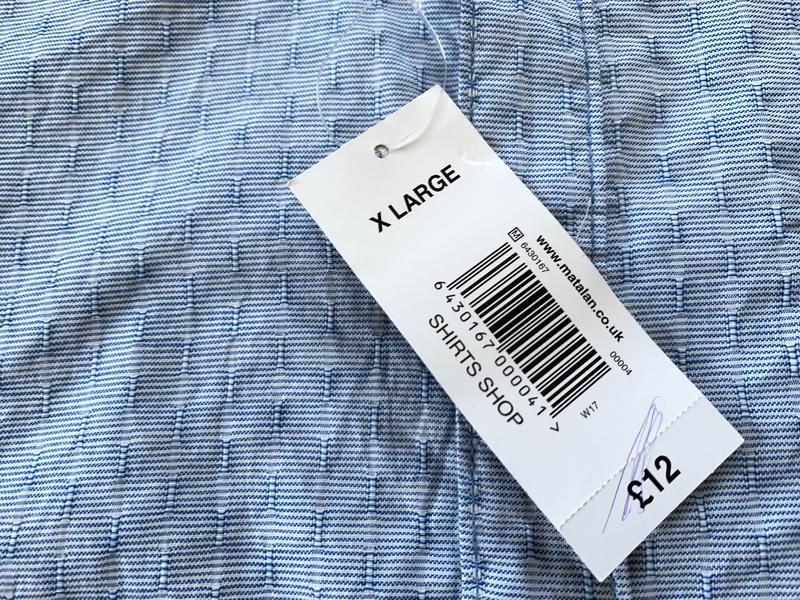 X LARGE
www.matalan.co.uk
M 6430167
00004
6 430167 000041 >
SHIRTS SHOP
W17
£12